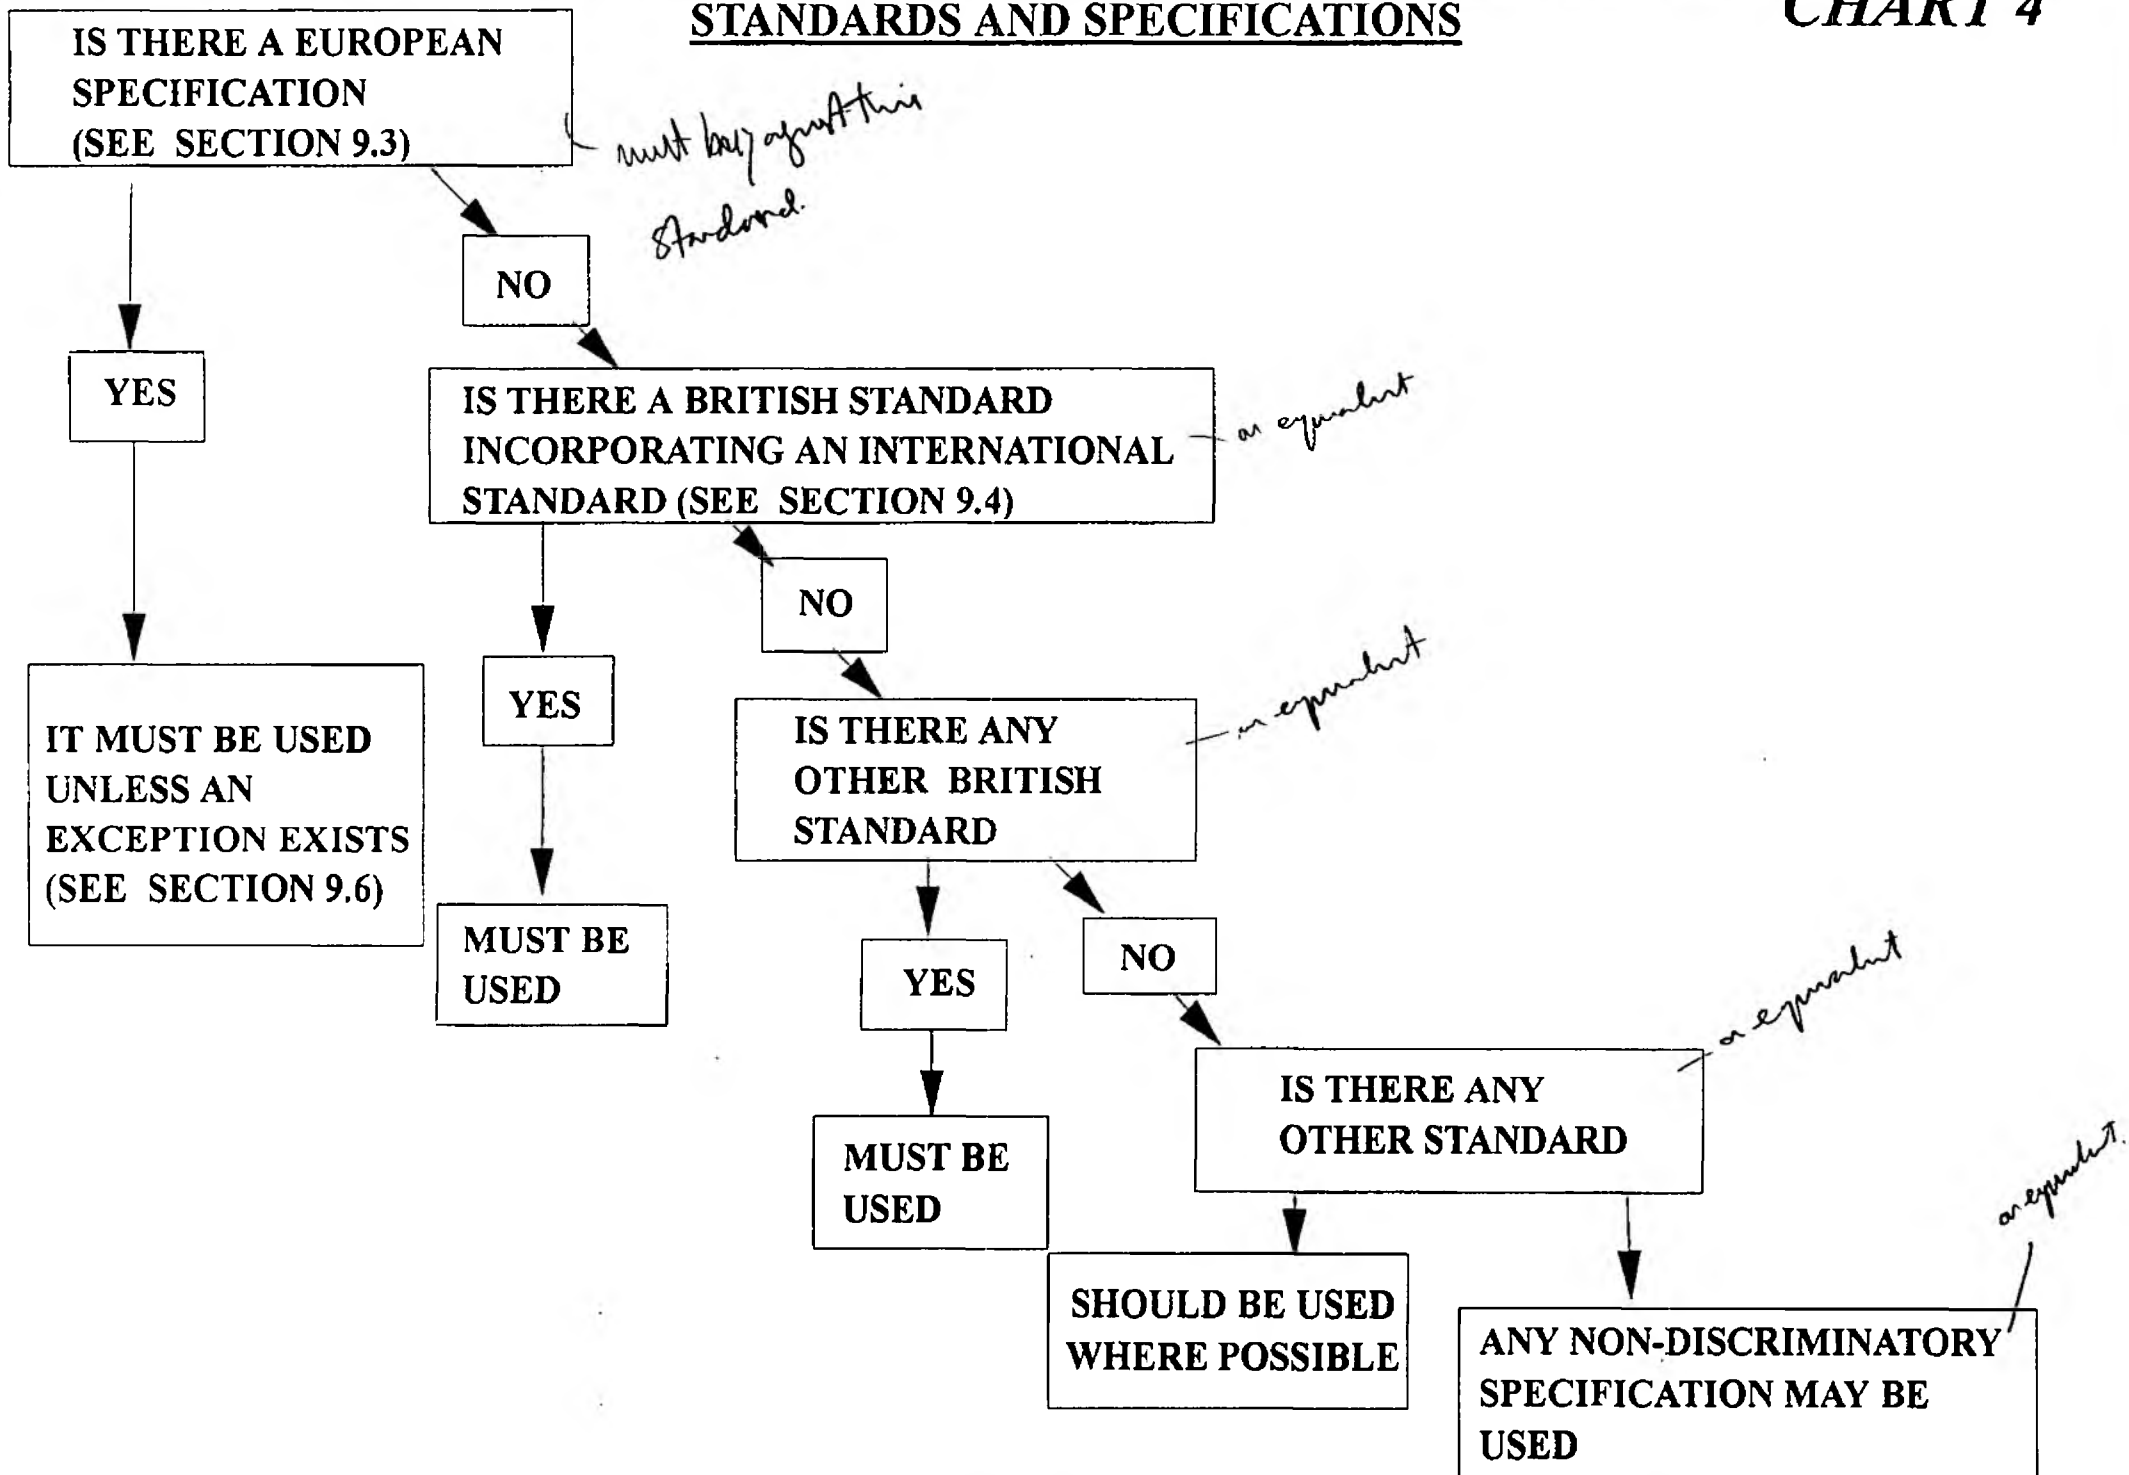 STANDARDS AND SPECIFICATIONS
CHART 4
IS THERE A EUROPEAN
SPECIFICATION
(SEE SECTION 9.3)
must against this
standard.
NO
YES
IS THERE A BRITISH STANDARD
INCORPORATING AN INTERNATIONAL
STANDARD (SEE SECTION 9.4)
or equivalent
NO
YES
IT MUST BE USED
UNLESS AN
EXCEPTION EXISTS
(SEE SECTION 9.6)
MUST BE
USED
IS THERE ANY
OTHER BRITISH
STANDARD
or equivalent
YES
NO
MUST BE
USED
IS THERE ANY
OTHER STANDARD
or equivalent
SHOULD BE USED
WHERE POSSIBLE
ANY NON-DISCRIMINATORY
SPECIFICATION MAY BE
USED
or equivalent.